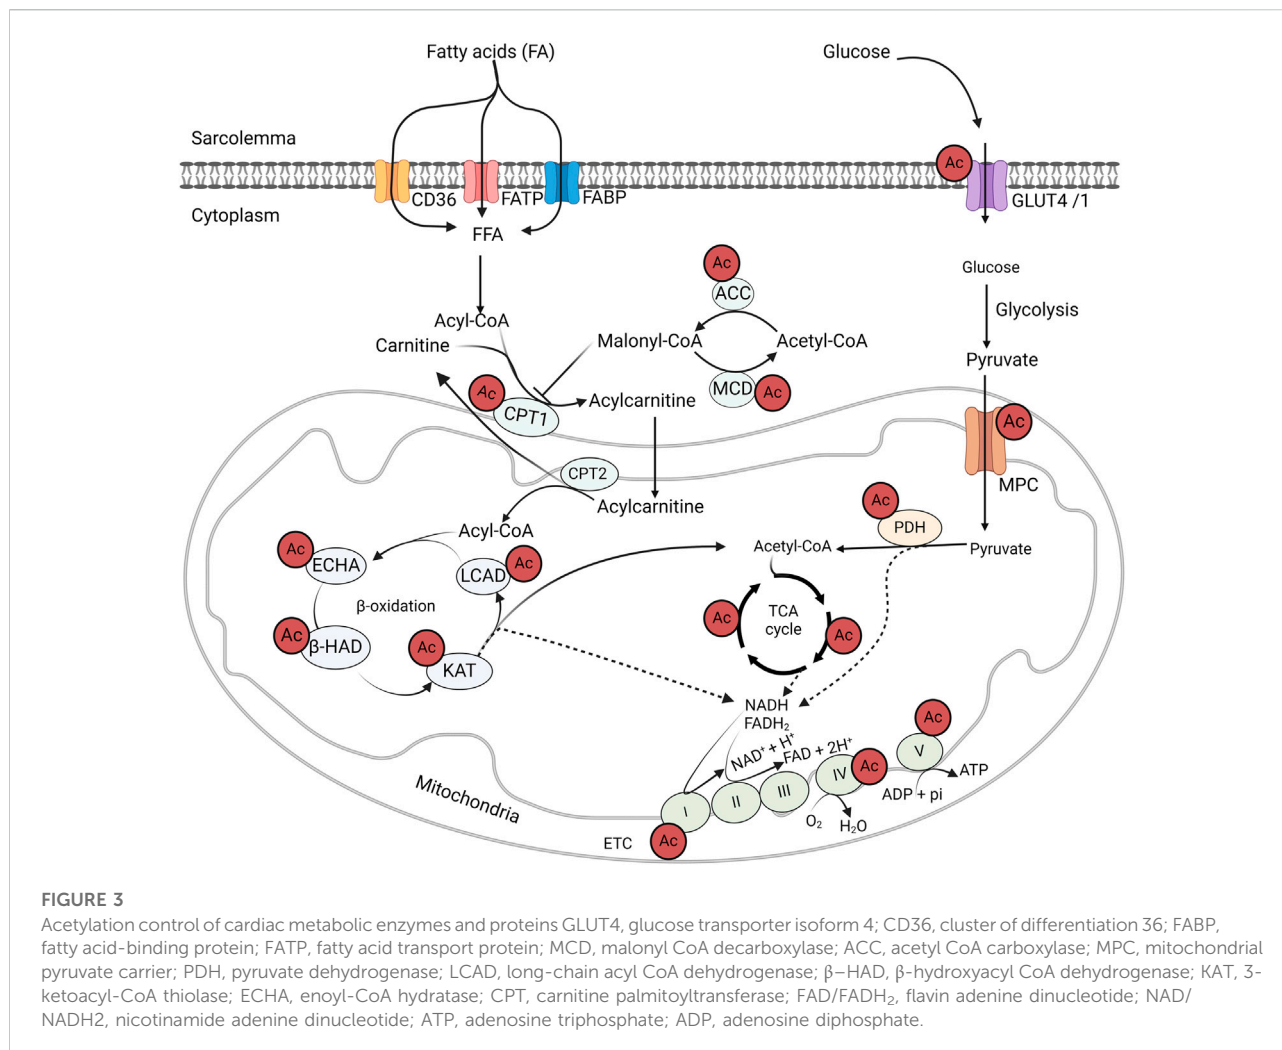 Fatty acids (FA)
Glucose
Sarcolemma
Ac
Cytoplasm
CD36
FATP
FABP
GLUT4 /1
FFA
Ac
ACC
Glucose
Glycolysis
Acyl-CoA
Carnitine
Malonyl-CoA
Acetyl-CoA
Pyruvate
Ac
CPT1
Acylcarnitine
MCD
Ac
Ac
CPT2
MPC
Acylcarnitine
Ac
PDH
Acyl-CoA
Acetyl-CoA
Pyruvate
Ac
ECHA
LCAD
Ac
β-oxidation
TCA
cycle
Ac
Ac
Ac
β-HAD
Ac
KAT
NADH
FADH₂
NAD⁺ + H⁺
FAD + 2H⁺
Ac
V
ATP
ADP + pi
Mitochondria
I
II
III
IV
Ac
O₂
H₂O
ETC
Ac
FIGURE 3
Acetylation control of cardiac metabolic enzymes and proteins GLUT4, glucose transporter isoform 4; CD36, cluster of differentiation 36; FABP,
fatty acid-binding protein; FATP, fatty acid transport protein; MCD, malonyl CoA decarboxylase; ACC, acetyl CoA carboxylase; MPC, mitochondrial
pyruvate carrier; PDH, pyruvate dehydrogenase; LCAD, long-chain acyl CoA dehydrogenase; β–HAD, β-hydroxyacyl CoA dehydrogenase; KAT, 3-
ketoacyl-CoA thiolase; ECHA, enoyl-CoA hydratase; CPT, carnitine palmitoyltransferase; FAD/FADH₂, flavin adenine dinucleotide; NAD/
NADH2, nicotinamide adenine dinucleotide; ATP, adenosine triphosphate; ADP, adenosine diphosphate.